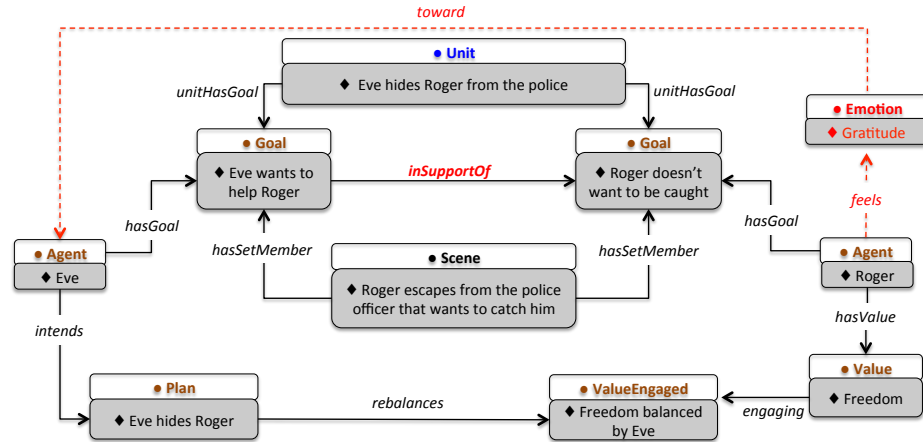 toward
● Unit
♦ Eve hides Roger from the police
unitHasGoal
unitHasGoal
● Emotion
♦ Gratitude
● Goal
♦ Eve wants to
help Roger
inSupportOf
● Goal
♦ Roger doesn't
want to be caught
feels
hasGoal
hasGoal
hasSetMember
hasSetMember
● Agent
♦ Eve
● Scene
♦ Roger escapes from the police
officer that wants to catch him
● Agent
♦ Roger
intends
hasValue
● Plan
♦ Eve hides Roger
rebalances
● ValueEngaged
♦ Freedom balanced
by Eve
engaging
● Value
♦ Freedom